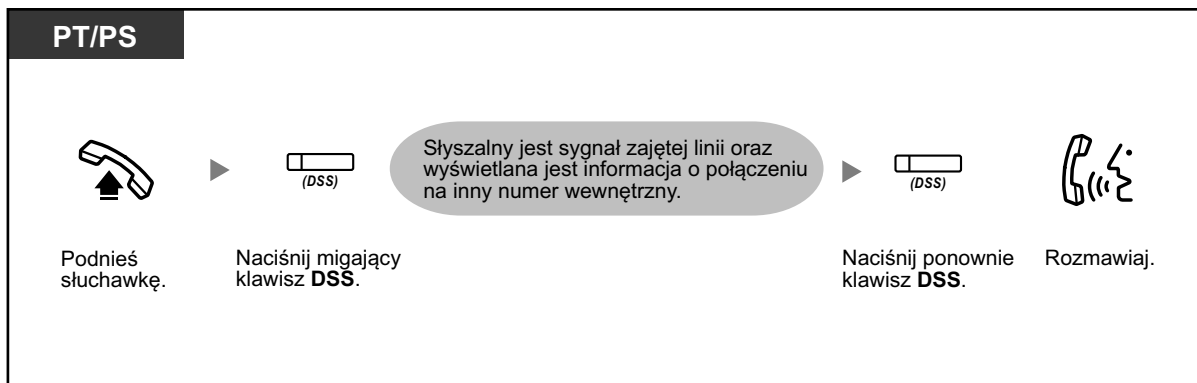 PT/PS
(DSS)
Słyszalny jest sygnał zajętej linii oraz
wyświetlana jest informacja o połączeniu
na inny numer wewnętrzny.
(DSS)
Podnieś
słuchawkę.
Naciśnij migający
klawisz DSS.
Naciśnij ponownie
klawisz DSS.
Rozmawiaj.